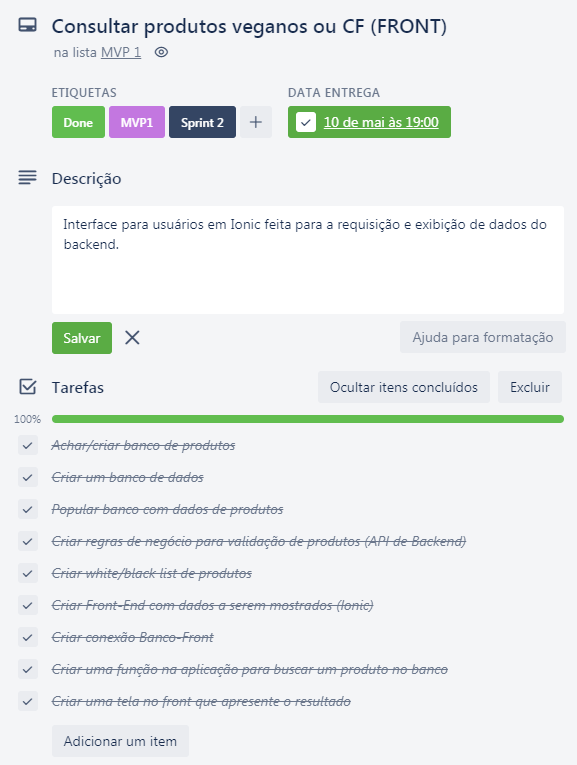 Consultar produtos veganos ou CF (FRONT)
na lista MVP 1
ETIQUETAS
DATA ENTREGA
Done
MVP1
Sprint 2
+
10 de mai às 19:00
Descrição
Interface para usuários em Ionic feita para a requisição e exibição de dados do
backend.
Salvar
Ajuda para formatação
Tarefas
Ocultar itens concluídos
Excluir
100%
Achar/criar banco de produtos
Criar um banco de dados
Popular banco com dados de produtos
Criar regras de negócio para validação de produtos (API de Backend)
Criar white/black list de produtos
Criar Front-End com dados a serem mostrados (Ionic)
Criar conexão Banco-Front
Criar uma função na aplicação para buscar um produto no banco
Criar uma tela no front que apresente o resultado
Adicionar um item